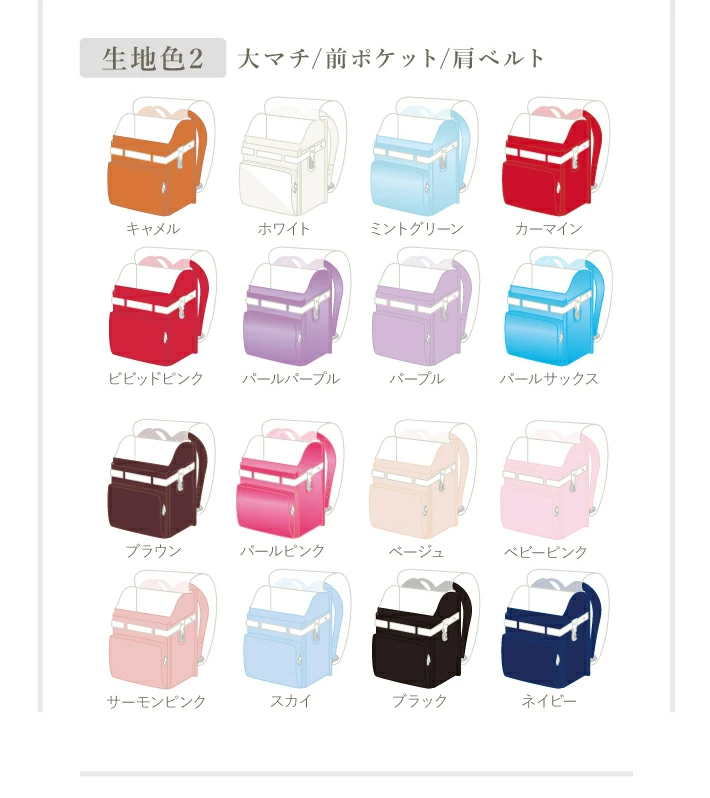 生地色2 大マチ/前ポケット/肩ベルト
キャメル ホワイト ミントグリーン カーマイン
ビビッドピンク パールパープル パープル パールサックス
ブラウン パールピンク ベージュ ベビーピンク
サーモンピンク スカイ ブラック ネイビー